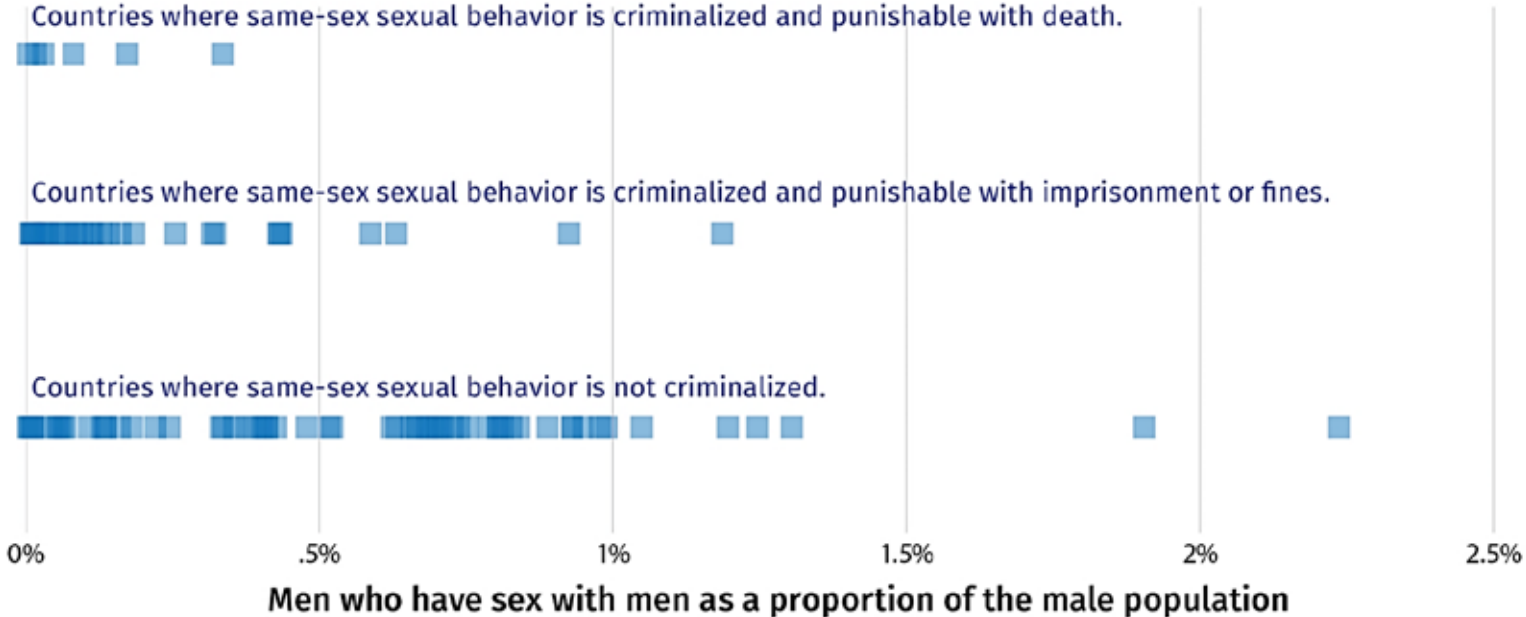 Countries where same-sex sexual behavior is criminalized and punishable with death.
Countries where same-sex sexual behavior is criminalized and punishable with imprisonment or fines.
Countries where same-sex sexual behavior is not criminalized.
0% .5% 1% 1.5% 2% 2.5%
Men who have sex with men as a proportion of the male population